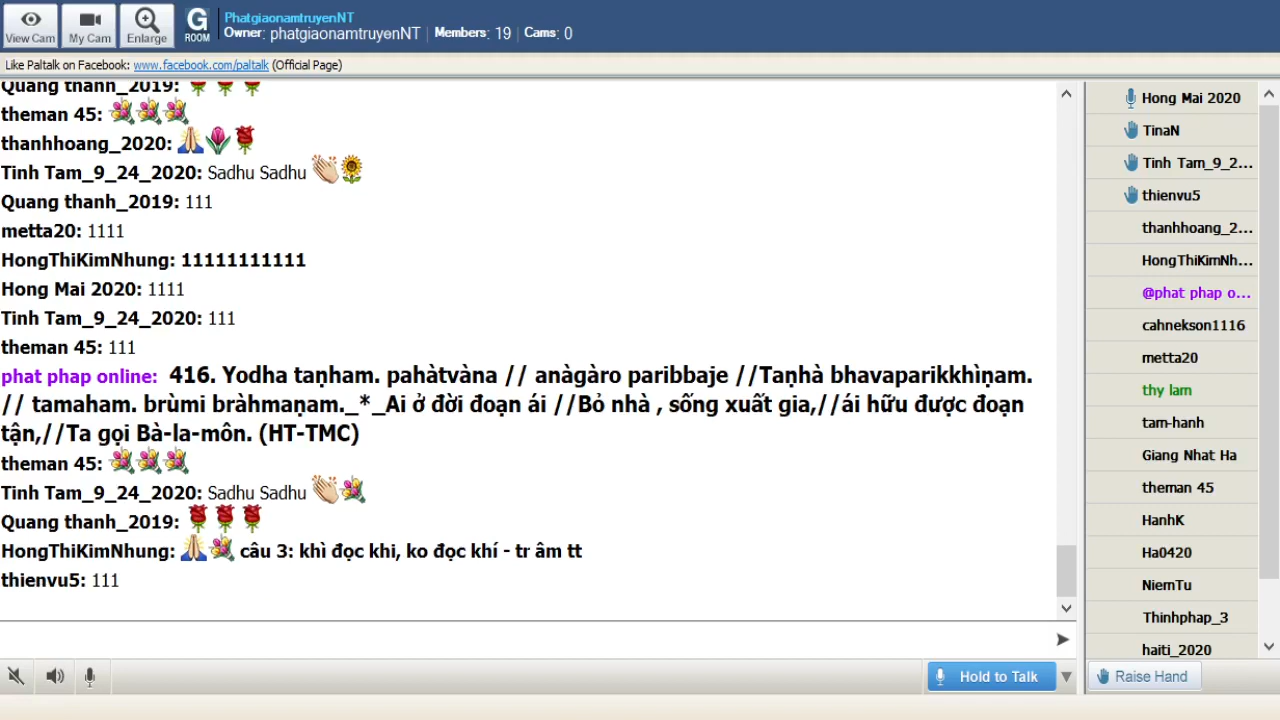 View Cam
My Cam
Enlarge
G
ROOM
PhatgiaonamtruyenNT
Owner: phatgiaonamtruyenNT | Members: 19 | Cams: 0
Like Paltalk on Facebook: www.facebook.com/paltalk (Official Page)
Quang thanh_2019:
theman 45:
thanhhoang_2020:
Tinh Tam_9_24_2020: Sadhu Sadhu
Quang thanh_2019: 111
metta20: 1111
HongThiKimNhung: 11111111111
Hong Mai 2020: 1111
Tinh Tam_9_24_2020: 111
theman 45: 111
phat phap online: 416. Yodha taṇham. pahàtvàna // anàgàro paribbaje //Taṇhà bhavaparikkhìṇam.
// tamaham. brùmi bràhmaṇam._*_Ai ở đời đoạn ái //Bỏ nhà , sống xuất gia,//ái hữu được đoạn
tận,//Ta gọi Bà-la-môn. (HT-TMC)
theman 45:
Tinh Tam_9_24_2020: Sadhu Sadhu
Quang thanh_2019:
HongThiKimNhung: câu 3: khì đọc khi, ko đọc khí - tr âm tt
thienvu5: 111
Hong Mai 2020
TinaN
Tinh Tam_9_2...
thienvu5
thanhhoang_2...
HongThiKimNh...
@phat phap o...
cahnekson1116
metta20
thy lam
tam-hanh
Giang Nhat Ha
theman 45
HanhK
Ha0420
NiemTu
Thinhphap_3
haiti_2020
Hold to Talk
Raise Hand